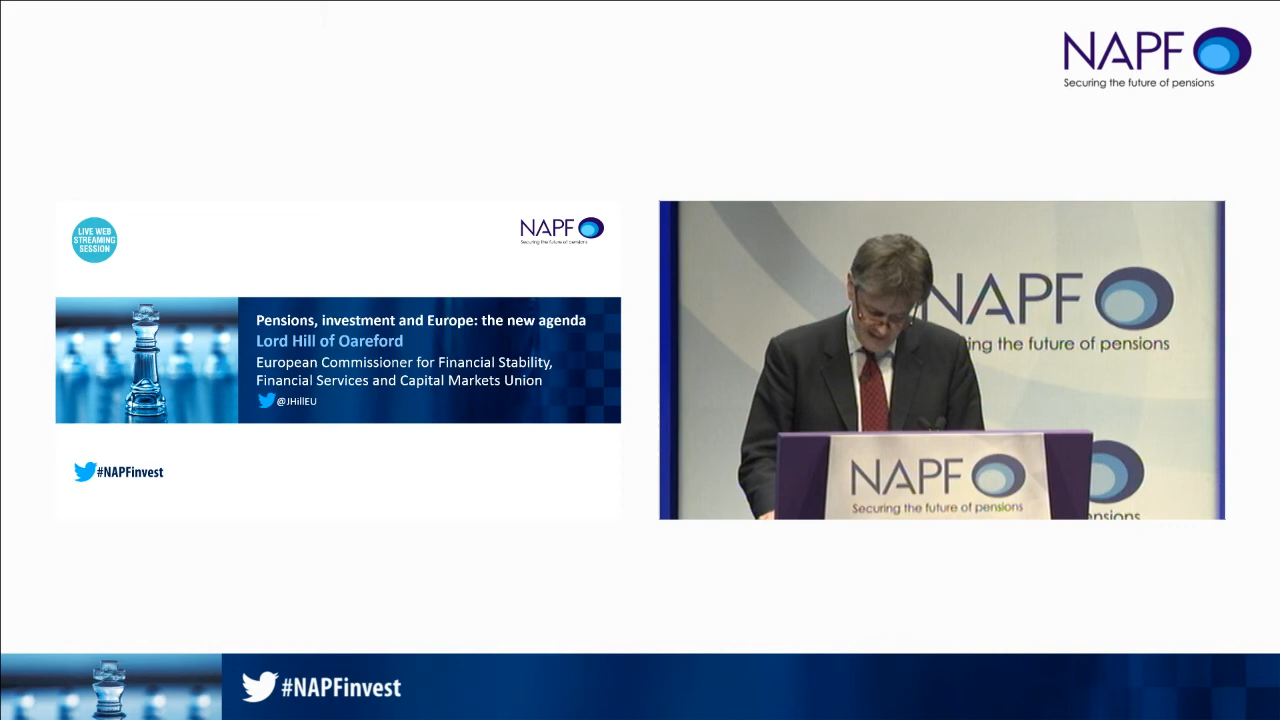 NAPF
Securing the future of pensions
LIVE WEB
STREAMING
SESSION
NAPF
Securing the future of pensions
Pensions, investment and Europe: the new agenda
Lord Hill of Oareford
European Commissioner for Financial Stability,
Financial Services and Capital Markets Union
@JHillEU
#NAPFinvest
NAPF
ing the future of pensions
NAPF
Securing the future of pensions
ensions
#NAPFinvest